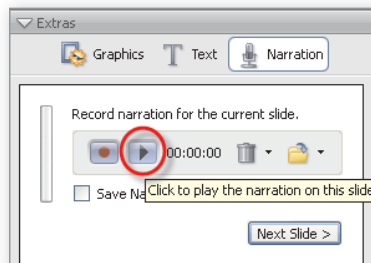 Extras
Graphics Text Narration
Record narration for the current slide.
00:00:00
Save Na
Click to play the narration on this slide
Next Slide >